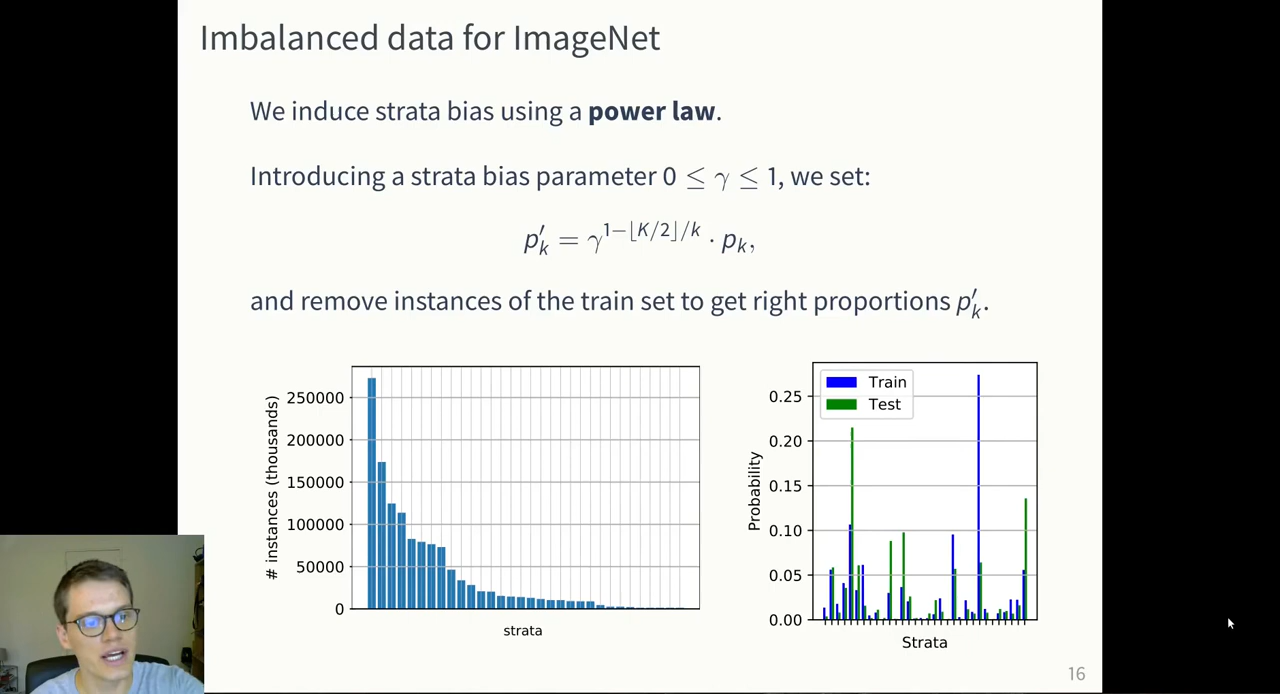 Imbalanced data for ImageNet
We induce strata bias using a power law.
Introducing a strata bias parameter 0 ≤ γ ≤ 1, we set:
p′ₖ = γ^{1−⌊K/2⌋/k} · pₖ,
and remove instances of the train set to get right proportions p′ₖ.
# instances (thousands)
250000
200000
150000
100000
50000
0
strata
Train
Test
Probability
0.25
0.20
0.15
0.10
0.05
0.00
Strata
16